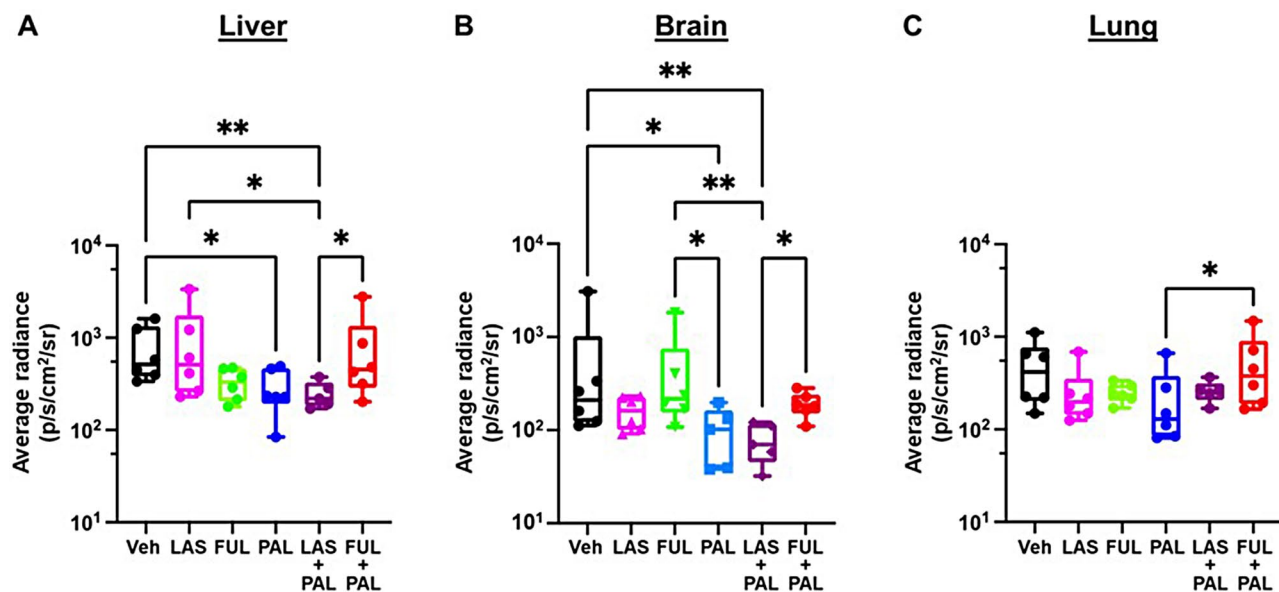 A
Liver
**
*
*
*
Average radiance
(p/s/cm²/sr)
10⁴
10³
10²
10¹
Veh
LAS
FUL
PAL
LAS
+
PAL
FUL
+
PAL
B
Brain
**
*
**
*
*
Average radiance
(p/s/cm²/sr)
10⁴
10³
10²
10¹
Veh
LAS
FUL
PAL
LAS
+
PAL
FUL
+
PAL
C
Lung
*
Average radiance
(p/s/cm²/sr)
10⁴
10³
10²
10¹
Veh
LAS
FUL
PAL
LAS
+
PAL
FUL
+
PAL